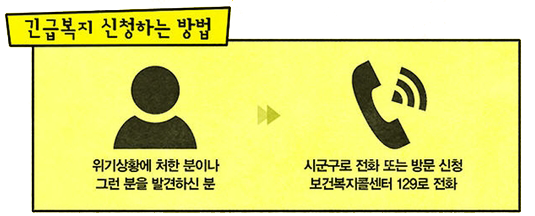 긴급복지 신청하는 방법
위기상황에 처한 분이나
그런 분을 발견하신 분
시군구로 전화 또는 방문 신청
보건복지콜센터 129로 전화